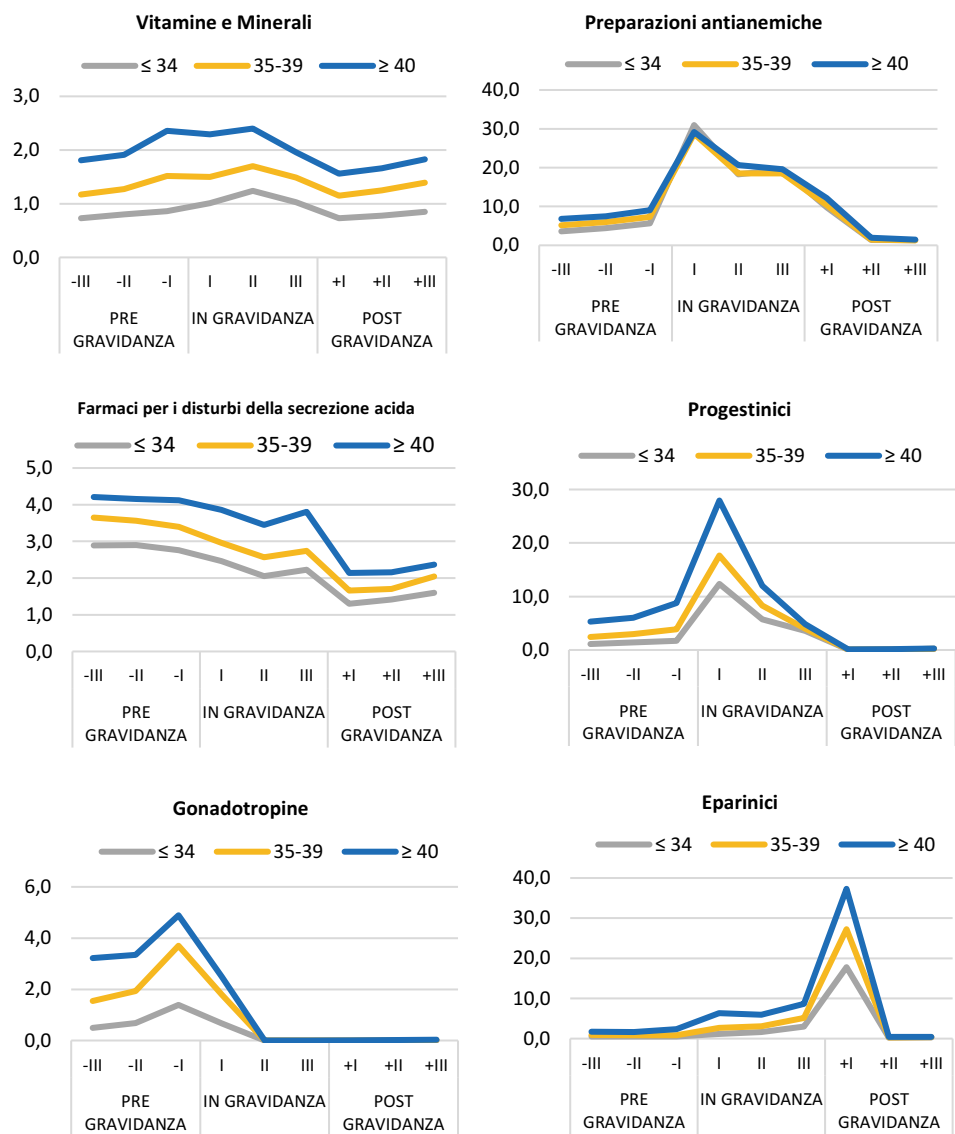 Vitamine e Minerali
≤ 34 35-39 ≥ 40
3,0
2,0
1,0
0,0
-III -II -I I II III +I +II +III
PRE IN GRAVIDANZA POST
GRAVIDANZA GRAVIDANZA
Preparazioni antianemiche
≤ 34 35-39 ≥ 40
40,0
30,0
20,0
10,0
0,0
-III -II -I I II III +I +II +III
PRE IN GRAVIDANZA POST
GRAVIDANZA GRAVIDANZA
Farmaci per i disturbi della secrezione acida
≤ 34 35-39 ≥ 40
5,0
4,0
3,0
2,0
1,0
0,0
-III -II -I I II III +I +II +III
PRE IN GRAVIDANZA POST
GRAVIDANZA GRAVIDANZA
Progestinici
≤ 34 35-39 ≥ 40
30,0
20,0
10,0
0,0
-III -II -I I II III +I +II +III
PRE IN GRAVIDANZA POST
GRAVIDANZA GRAVIDANZA
Gonadotropine
≤ 34 35-39 ≥ 40
6,0
4,0
2,0
0,0
-III -II -I I II III +I +II +III
PRE IN GRAVIDANZA POST
GRAVIDANZA GRAVIDANZA
Eparinici
≤ 34 35-39 ≥ 40
40,0
30,0
20,0
10,0
0,0
-III -II -I I II III +I +II +III
PRE IN GRAVIDANZA POST
GRAVIDANZA GRAVIDANZA